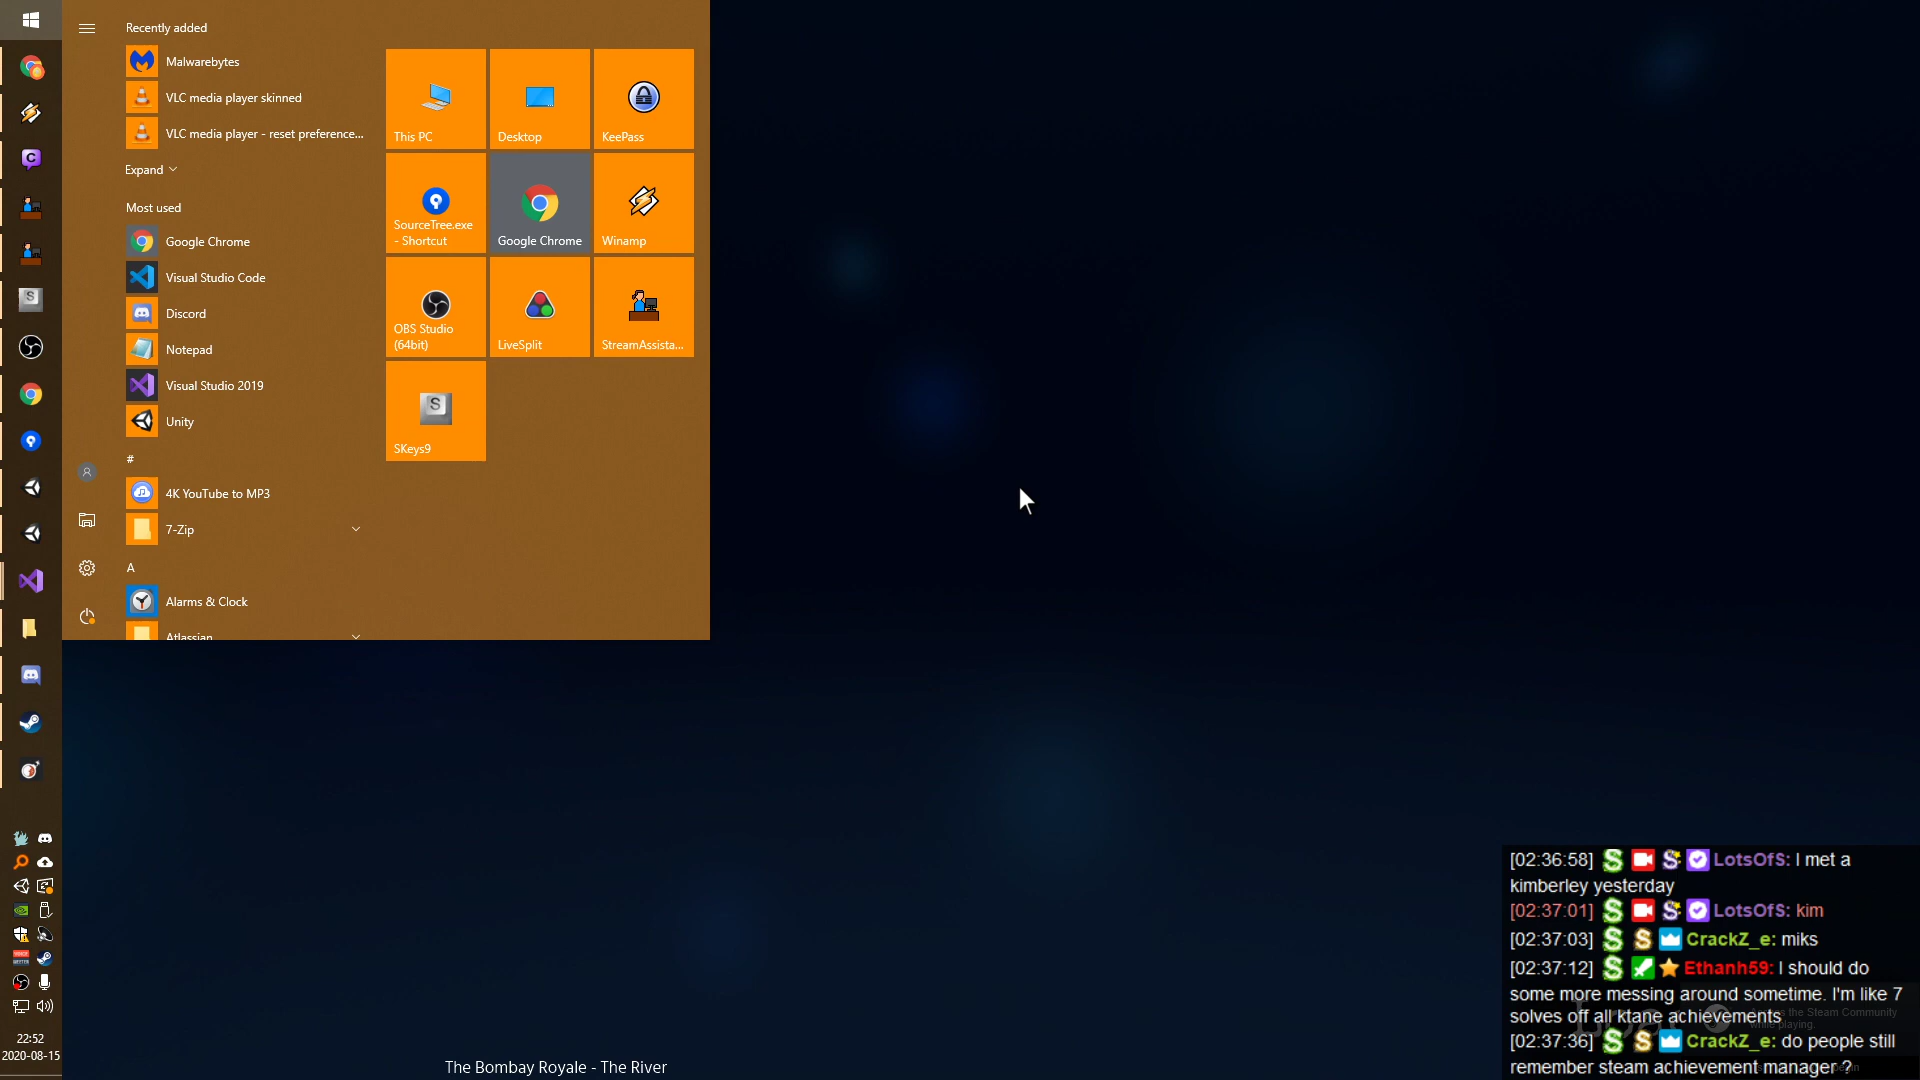 Recently added
Malwarebytes
VLC media player skinned
VLC media player - reset preference...
Expand
Most used
Google Chrome
Visual Studio Code
Discord
Notepad
Visual Studio 2019
Unity
#
4K YouTube to MP3
7-Zip
A
Alarms & Clock
Atlassian
This PC
Desktop
KeePass
SourceTree.exe
- Shortcut
Google Chrome
Winamp
OBS Studio
(64bit)
LiveSplit
StreamAssista...
S
SKeys9
22:52
2020-08-15
The Bombay Royale - The River
[02:36:58] LotsOfS: I met a
kimberley yesterday
[02:37:01] LotsOfS: kim
[02:37:03] CrackZ_e: miks
[02:37:12] Ethanh59: I should do
some more messing around sometime. I'm like 7
solves off all ktane achievements
the Steam Community
while playing.
[02:37:36] CrackZ_e: do people still
remember steam achievement manager ?